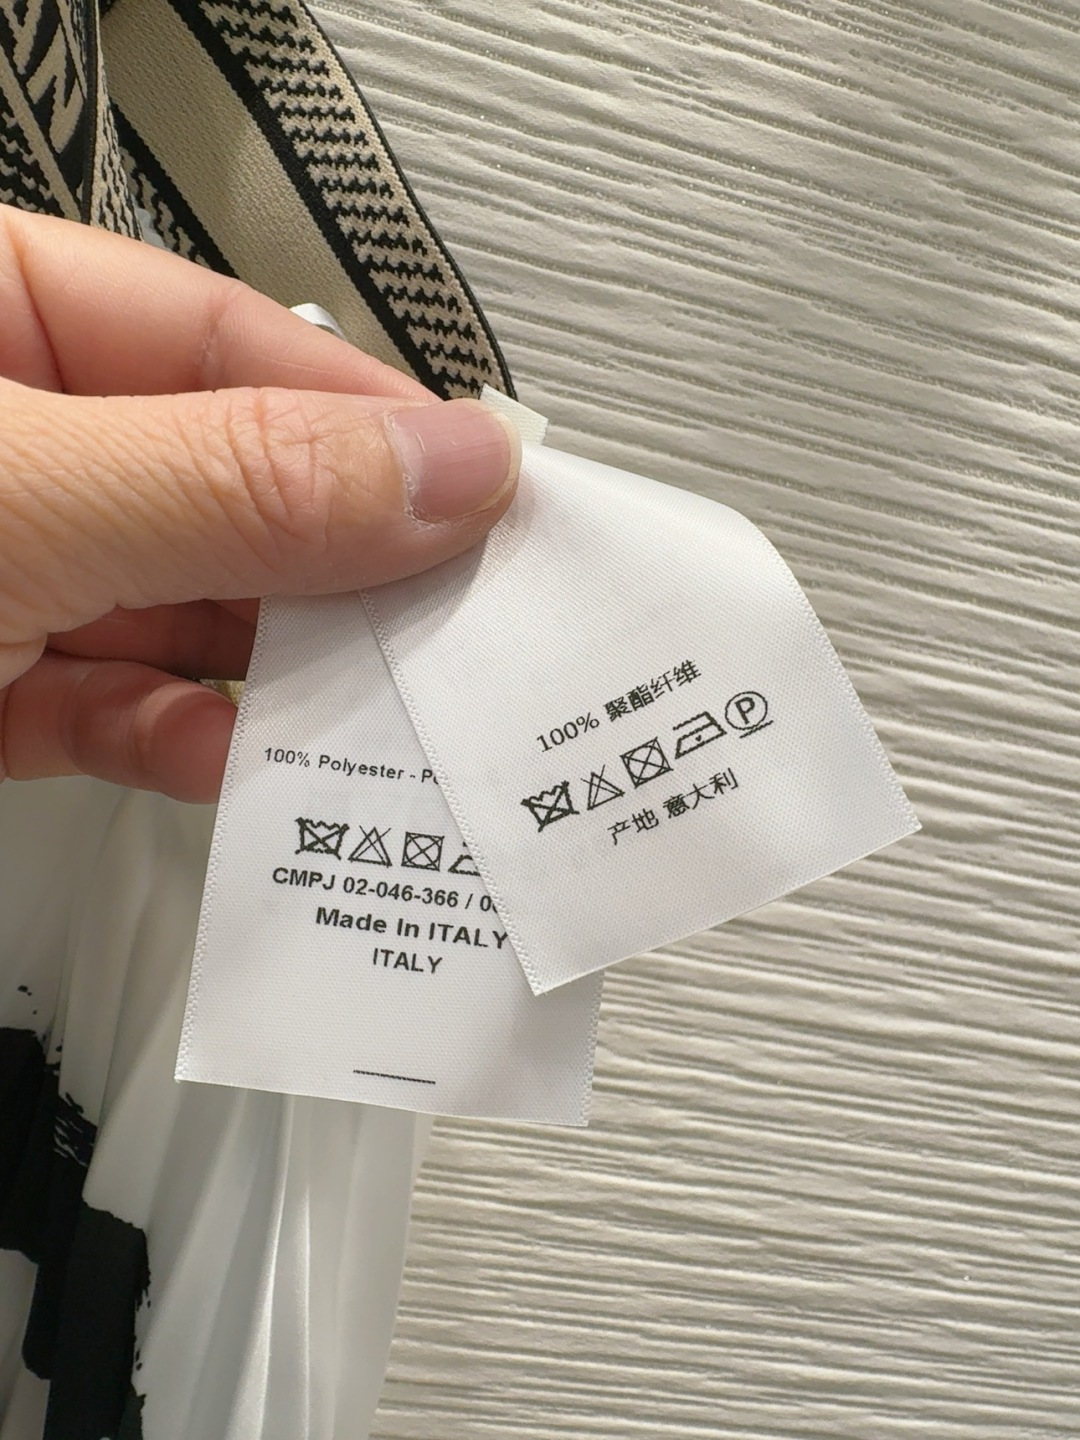 100% Polyester -
CMPJ 02-046-366 /
Made In ITALY
ITALY
100% 聚酯纤维
P
产地 意大利